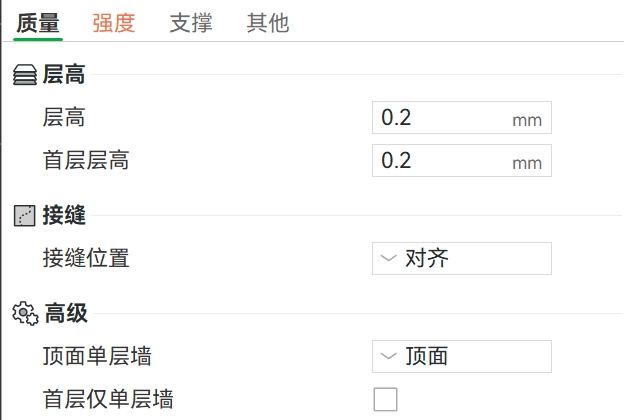 质量 强度 支撑 其他
层高
层高 0.2 mm
首层层高 0.2 mm
接缝
接缝位置 对齐
高级
顶面单层墙 顶面
首层仅单层墙